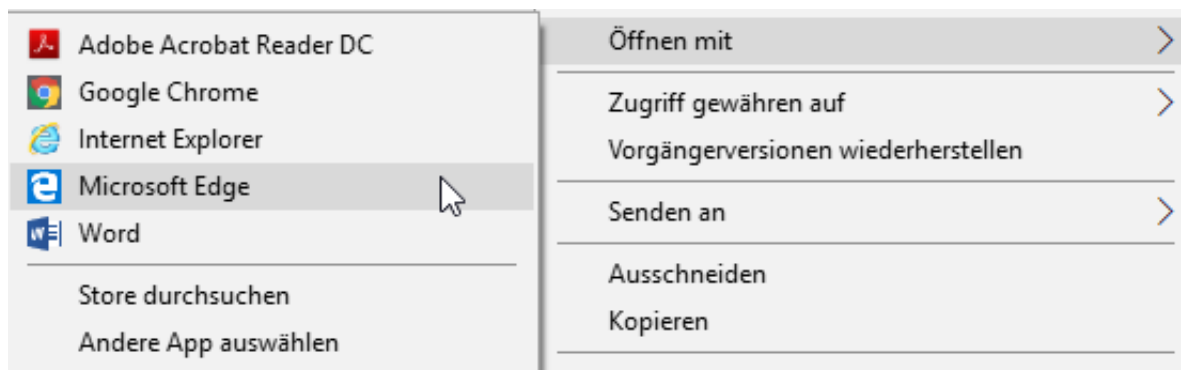 Adobe Acrobat Reader DC
Google Chrome
Internet Explorer
Microsoft Edge
Word
Store durchsuchen
Andere App auswählen
Öffnen mit
Zugriff gewähren auf
Vorgängerversionen wiederherstellen
Senden an
Ausschneiden
Kopieren